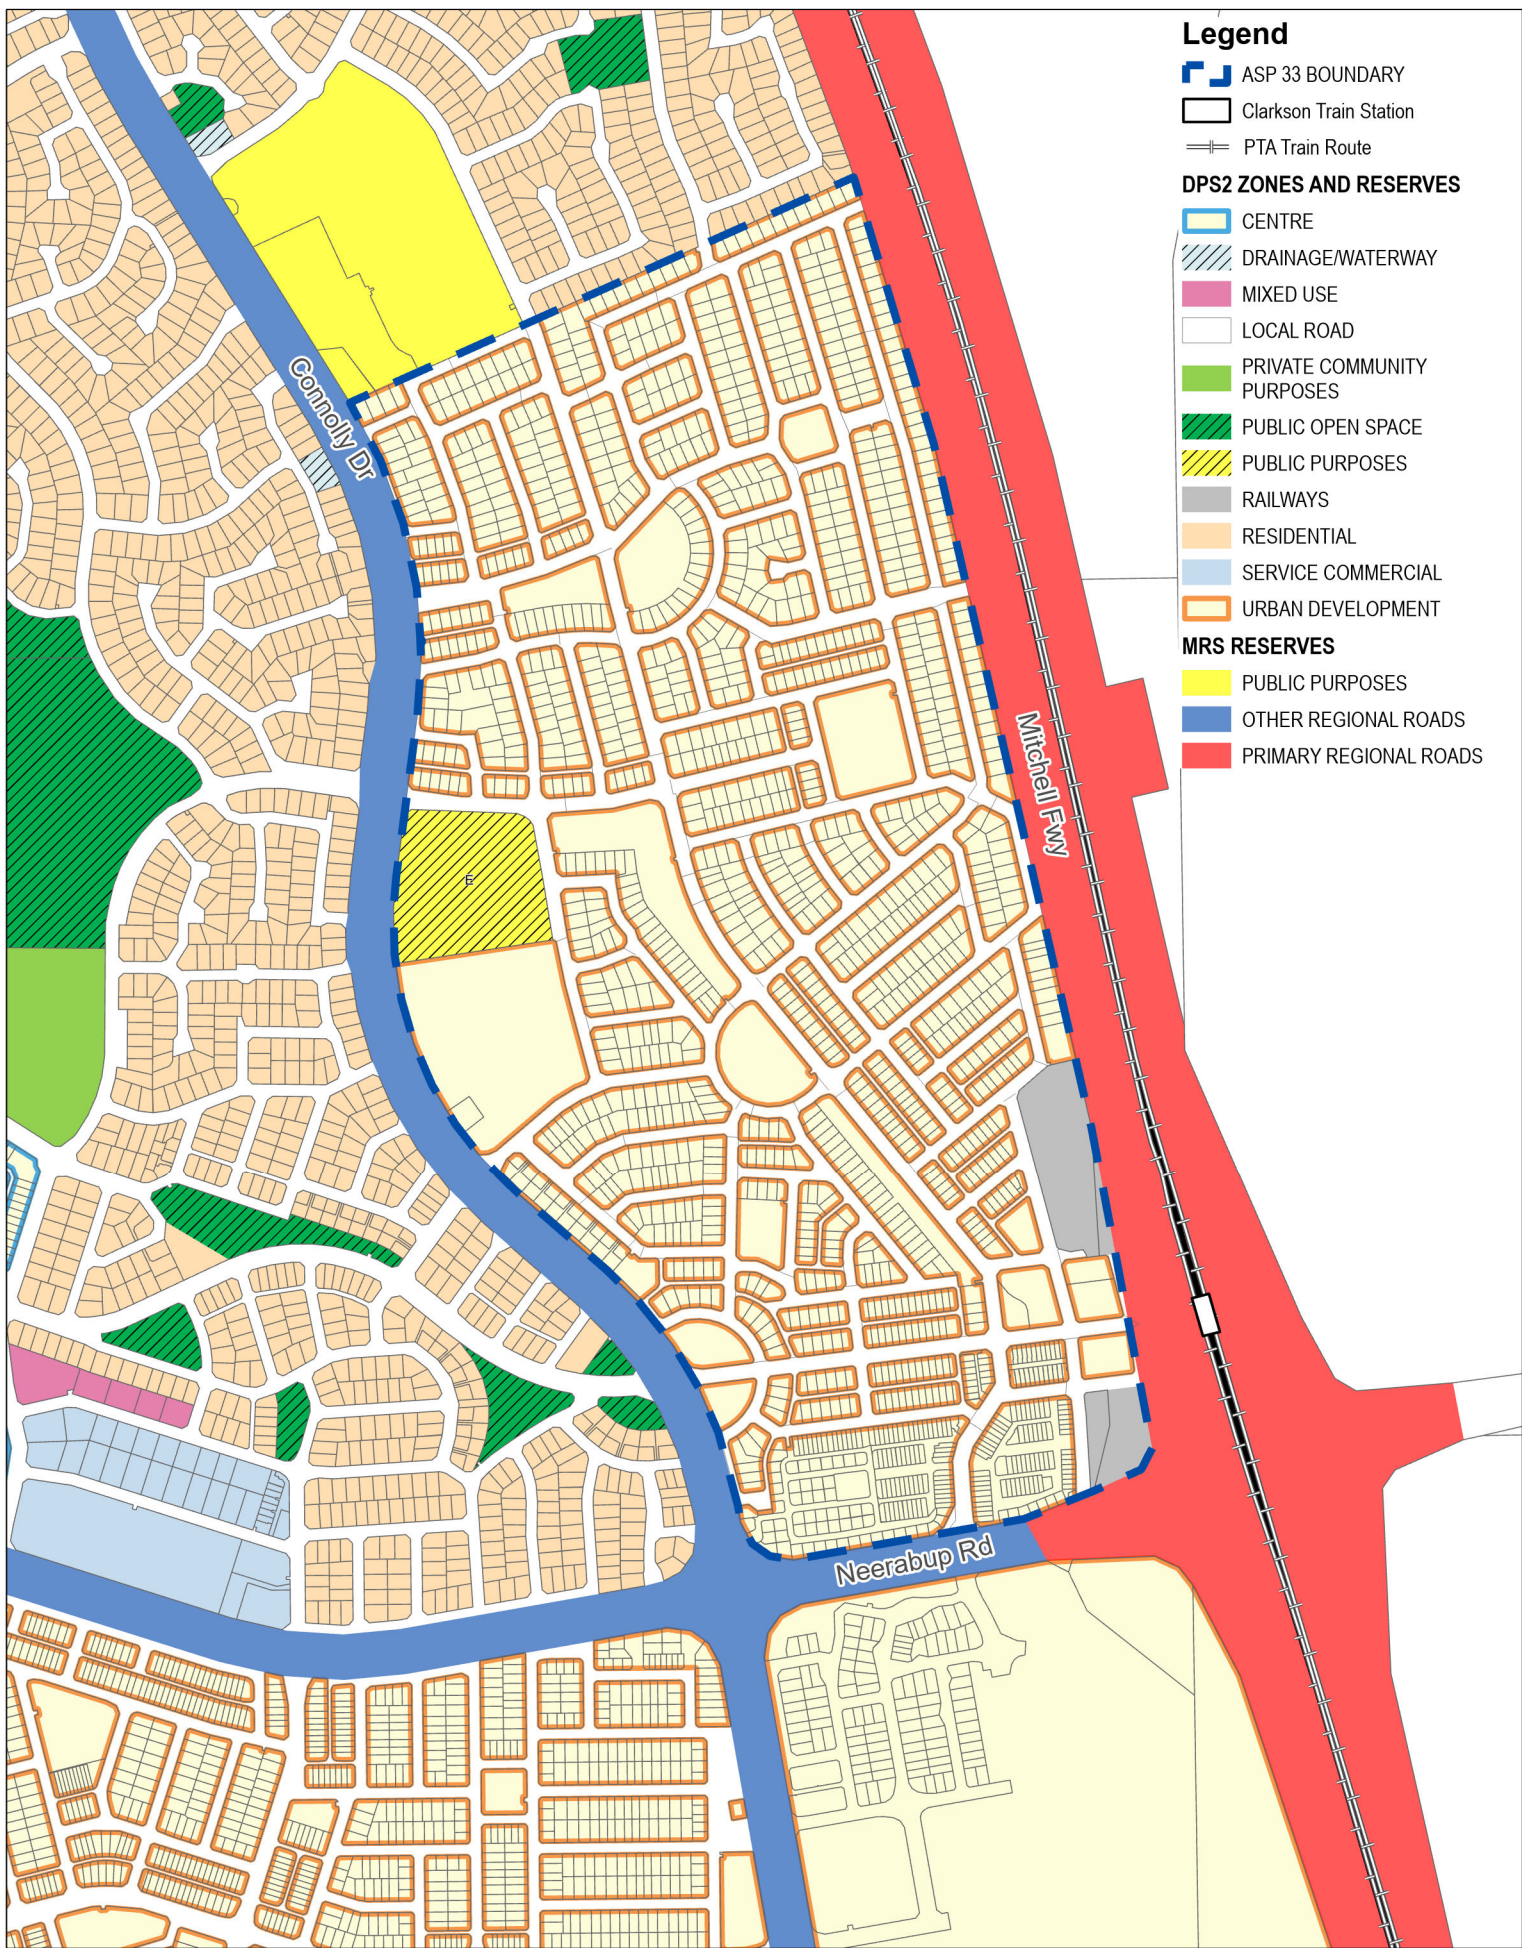 Legend
ASP 33 BOUNDARY
Clarkson Train Station
PTA Train Route
DPS2 ZONES AND RESERVES
CENTRE
DRAINAGE/WATERWAY
MIXED USE
LOCAL ROAD
PRIVATE COMMUNITY
PURPOSES
PUBLIC OPEN SPACE
PUBLIC PURPOSES
RAILWAYS
RESIDENTIAL
SERVICE COMMERCIAL
URBAN DEVELOPMENT
MRS RESERVES
PUBLIC PURPOSES
OTHER REGIONAL ROADS
PRIMARY REGIONAL ROADS
Connolly Dr
Mitchell Fwy
E
Neerabup Rd